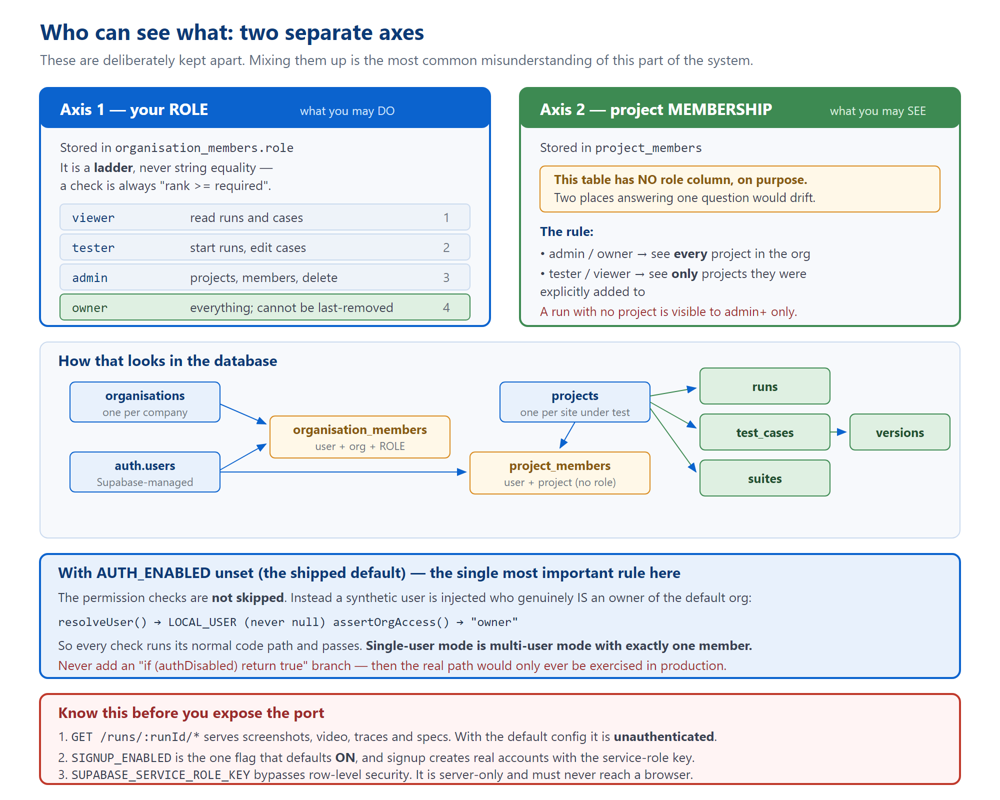 Who can see what: two separate axes
These are deliberately kept apart. Mixing them up is the most common misunderstanding of this part of the system.
Axis 1 — your ROLE what you may DO
Stored in organisation_members.role
It is a ladder, never string equality —
a check is always "rank >= required".
viewer read runs and cases 1
tester start runs, edit cases 2
admin projects, members, delete 3
owner everything; cannot be last-removed 4
Axis 2 — project MEMBERSHIP what you may SEE
Stored in project_members
This table has NO role column, on purpose.
Two places answering one question would drift.
The rule:
• admin / owner → see every project in the org
• tester / viewer → see only projects they were
explicitly added to
A run with no project is visible to admin+ only.
How that looks in the database
organisations
one per company
auth.users
Supabase-managed
organisation_members
user + org + ROLE
projects
one per site under test
project_members
user + project (no role)
runs
test_cases
versions
suites
With AUTH_ENABLED unset (the shipped default) — the single most important rule here
The permission checks are not skipped. Instead a synthetic user is injected who genuinely IS an owner of the default org:
resolveUser() → LOCAL_USER (never null) assertOrgAccess() → "owner"
So every check runs its normal code path and passes. Single-user mode is multi-user mode with exactly one member.
Never add an "if (authDisabled) return true" branch — then the real path would only ever be exercised in production.
Know this before you expose the port
1. GET /runs/:runId/* serves screenshots, video, traces and specs. With the default config it is unauthenticated.
2. SIGNUP_ENABLED is the one flag that defaults ON, and signup creates real accounts with the service-role key.
3. SUPABASE_SERVICE_ROLE_KEY bypasses row-level security. It is server-only and must never reach a browser.